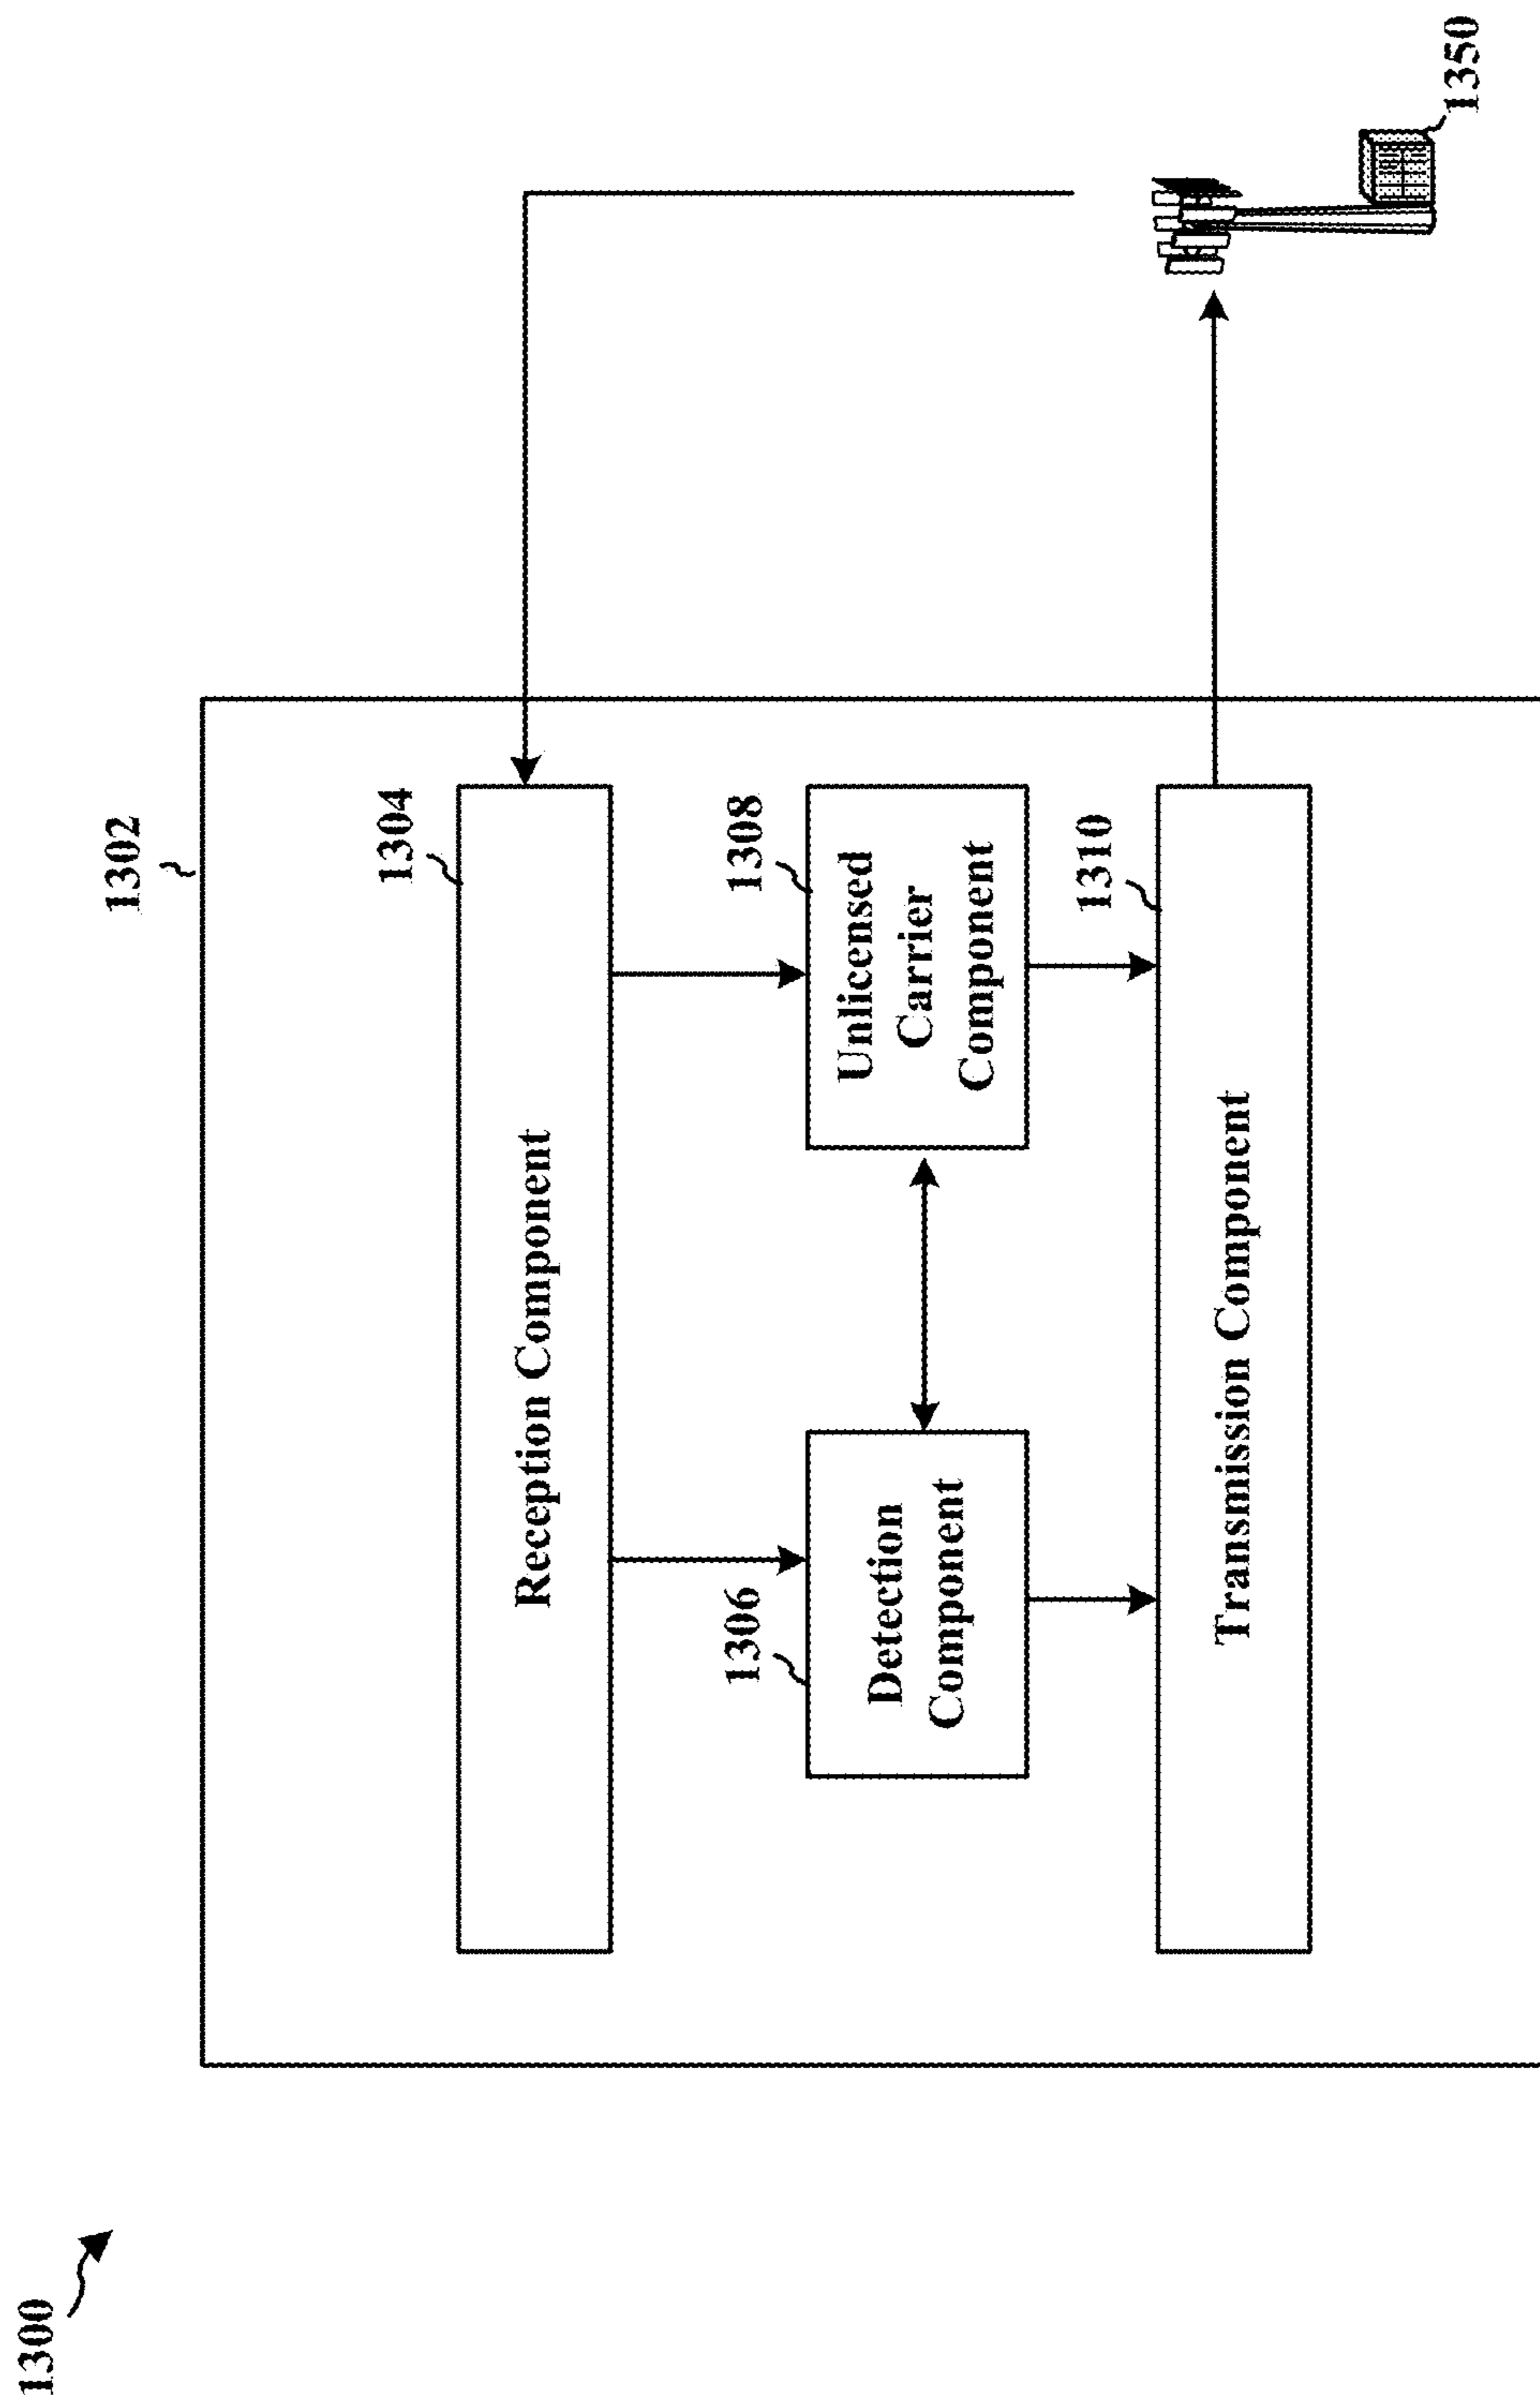 1300
1302
1304
Reception Component
1306
Detection
Component
1308
Unlicensed
Carrier
Component
1310
Transmission Component
1350